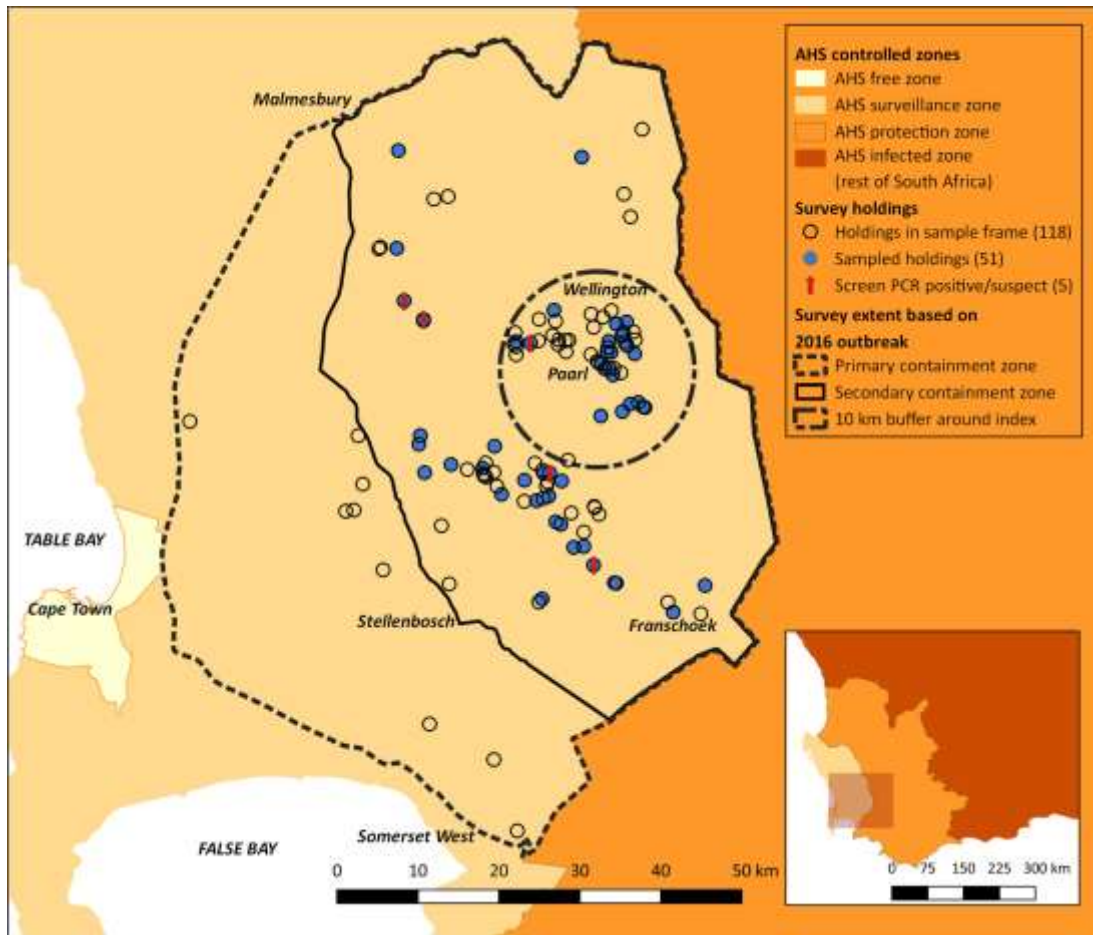 Malmesbury
Wellington
Paarl
TABLE BAY
Cape Town
Stellenbosch
Franschoek
Somerset West
FALSE BAY
0 10 20 30 40 50 km
AHS controlled zones
AHS free zone
AHS surveillance zone
AHS protection zone
AHS infected zone
(rest of South Africa)
Survey holdings
Holdings in sample frame (118)
Sampled holdings (51)
Screen PCR positive/suspect (5)
Survey extent based on
2016 outbreak
Primary containment zone
Secondary containment zone
10 km buffer around index
0 75 150 225 300 km